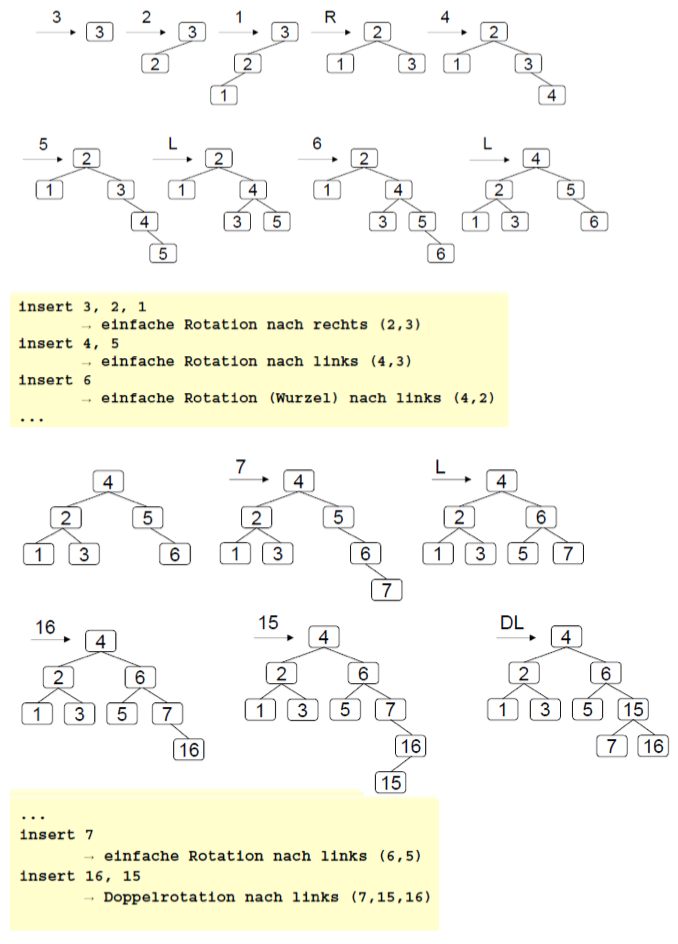 3 2 1 R 4
3 3 3 2 2
2 2 1 3 1 3
1 4
5 L 6 L
2 2 2 4
1 3 1 4 1 4 2 5
4 3 5 3 5 1 3 6
5 6
insert 3, 2, 1
→ einfache Rotation nach rechts (2,3)
insert 4, 5
→ einfache Rotation nach links (4,3)
insert 6
→ einfache Rotation (Wurzel) nach links (4,2)
...
7 L
4 4 4
2 5 2 5 2 6
1 3 6 1 3 6 1 3 5 7
7
16 15 DL
4 4 4
2 6 2 6 2 6
1 3 5 7 1 3 5 7 1 3 5 15
16 16 7 16
15
...
insert 7
→ einfache Rotation nach links (6,5)
insert 16, 15
→ Doppelrotation nach links (7,15,16)